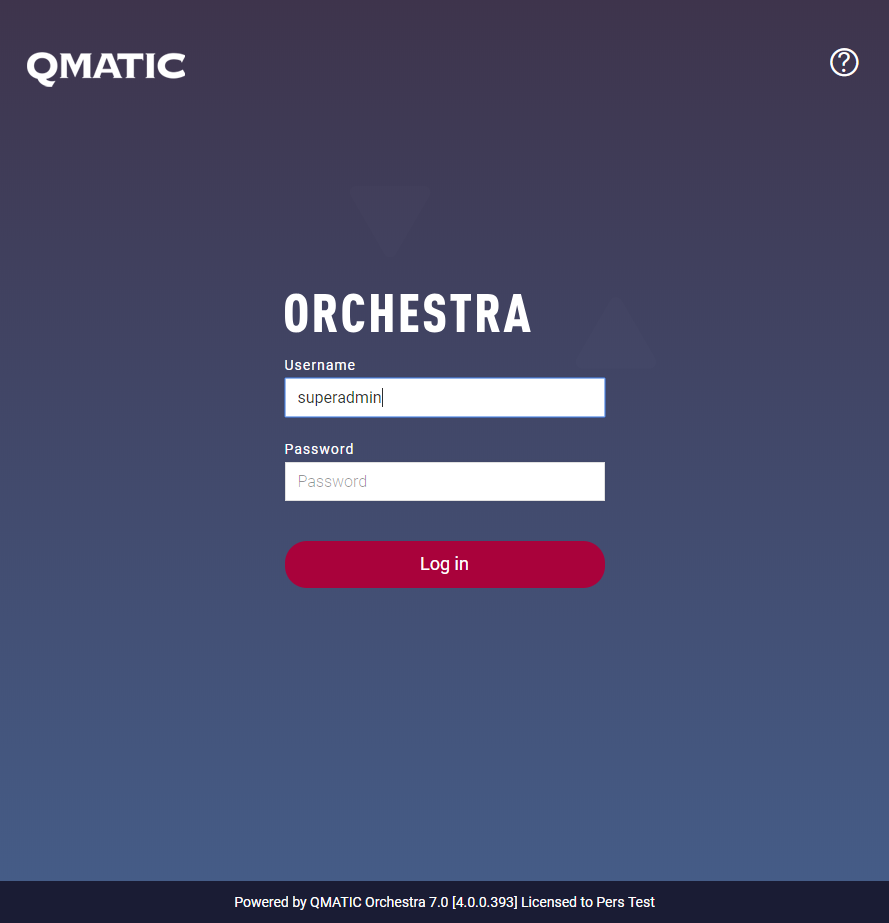 QMATIC
?
ORCHESTRA
Username
superadmin
Password
Password
Log in
Powered by QMATIC Orchestra 7.0 [4.0.0.393] Licensed to Pers Test